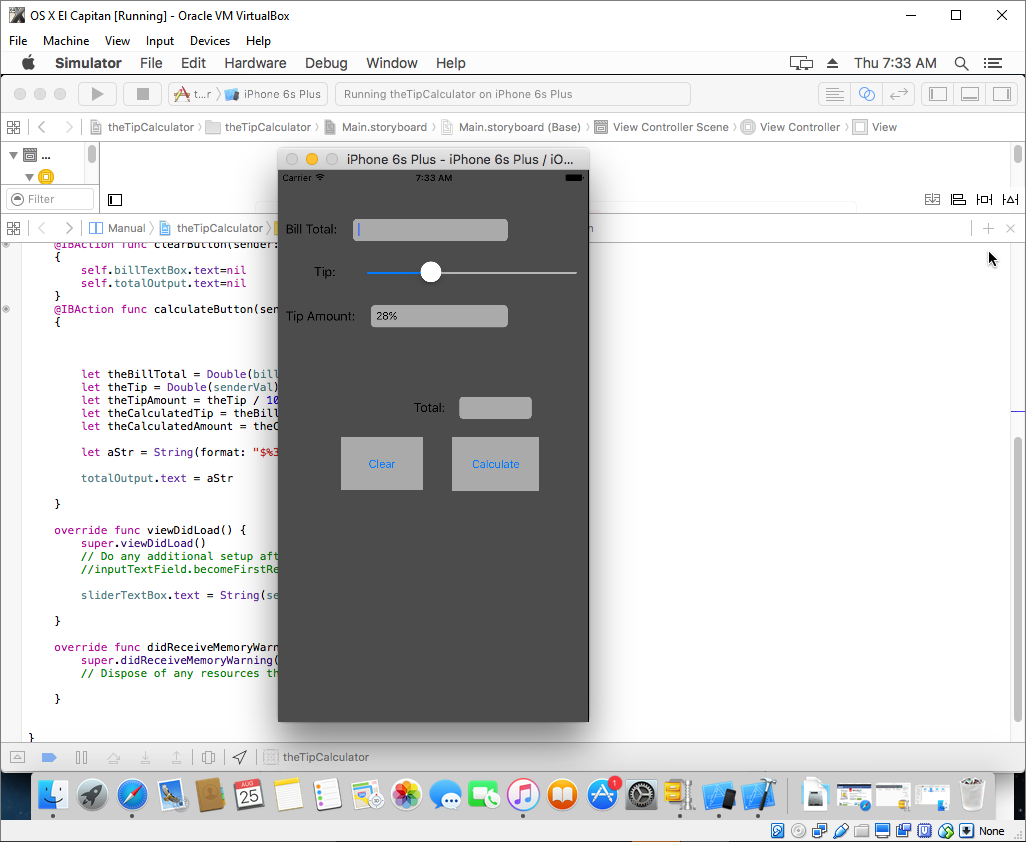 OS X El Capitan [Running] - Oracle VM VirtualBox
File Machine View Input Devices Help
Simulator File Edit Hardware Debug Window Help Thu 7:33 AM
t...r iPhone 6s Plus Running theTipCalculator on iPhone 6s Plus
theTipCalculator theTipCalculator Main.storyboard Main.storyboard (Base) View Controller Scene View Controller View
...
iPhone 6s Plus - iPhone 6s Plus / iO...
Carrier 7:33 AM
Filter
Manual theTipCalculator
Bill Total:
Tip:
Tip Amount: 28%
Total:
Clear Calculate
@IBAction func clearButton(sender:
{
self.billTextBox.text=nil
self.totalOutput.text=nil
}
@IBAction func calculateButton(sen
{
let theBillTotal = Double(bill
let theTip = Double(senderVal)
let theTipAmount = theTip / 10
let theCalculatedTip = theBill
let theCalculatedAmount = theC
let aStr = String(format: "$%3
totalOutput.text = aStr
}
override func viewDidLoad() {
super.viewDidLoad()
// Do any additional setup aft
//inputTextField.becomeFirstRe
sliderTextBox.text = String(se
}
override func didReceiveMemoryWarn
super.didReceiveMemoryWarning(
// Dispose of any resources th
}
}
theTipCalculator
AUG
25
1
None